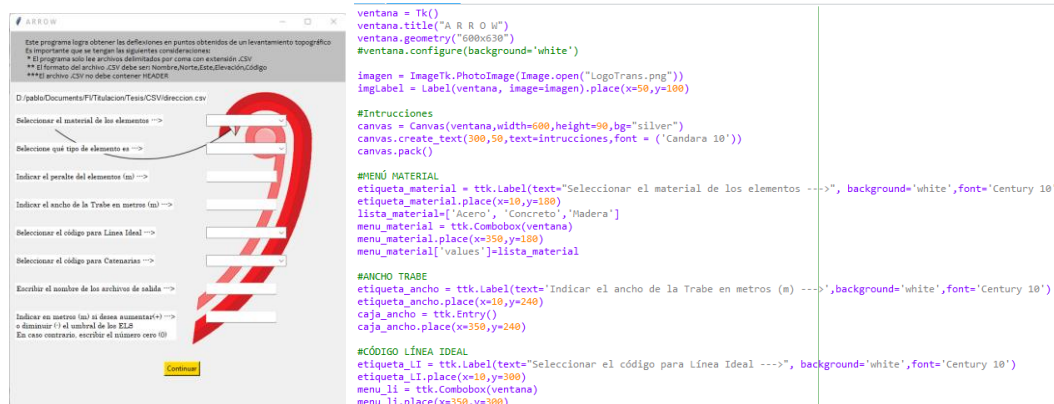 A R R O W
Este programa logra obtener las deflexiones en puntos obtenidos de un levantamiento topográfico
Es importante que se tengan las siguientes consideraciones:
* El programa solo lee archivos delimitados por coma con extensión .CSV
** El formato del archivo .CSV debe ser: Nombre,Norte,Este,Elevación,Código
***El archivo .CSV no debe contener HEADER
D:/pablo/Documents/FI/Titulacion/Tesis/CSV/direccion.csv
Seleccionar el material de los elementos --->
Seleccione qué tipo de elemento es --->
Indicar el peralte del elementos (m) --->
Indicar el ancho de la Trabe en metros (m) --->
Seleccionar el código para Linea Ideal --->
Seleccionar el código para Catenarias --->
Escribir el nombre de los archivos de salida --->
Indicar en metros (m) si desea aumentar(+) --->
o diminuir (-) el umbral de los ELS
En caso contrario, escribir el número cero (0)
Continuar
ventana = Tk()
ventana.title("A R R O W")
ventana.geometry("600x630")
#ventana.configure(background='white')
imagen = ImageTk.PhotoImage(Image.open("LogoTrans.png"))
imgLabel = Label(ventana, image=imagen).place(x=50,y=100)
#Intrucciones
canvas = Canvas(ventana,width=600,height=90,bg="silver")
canvas.create_text(300,50,text=intrucciones,font = ('Candara 10'))
canvas.pack()
#MENÚ MATERIAL
etiqueta_material = ttk.Label(text="Seleccionar el material de los elementos --->", background='white',font='Century 10'
etiqueta_material.place(x=10,y=180)
lista_material=['Acero', 'Concreto','Madera']
menu_material = ttk.Combobox(ventana)
menu_material.place(x=350,y=180)
menu_material['values']=lista_material
#ANCHO TRABE
etiqueta_ancho = ttk.Label(text='Indicar el ancho de la Trabe en metros (m) --->',background='white',font='Century 10')
etiqueta_ancho.place(x=10,y=240)
caja_ancho = ttk.Entry()
caja_ancho.place(x=350,y=240)
#CÓDIGO LÍNEA IDEAL
etiqueta_LI = ttk.Label(text="Seleccionar el código para Línea Ideal --->", background='white',font='Century 10')
etiqueta_LI.place(x=10,y=300)
menu_li = ttk.Combobox(ventana)
menu_li.place(x=350,y=300)